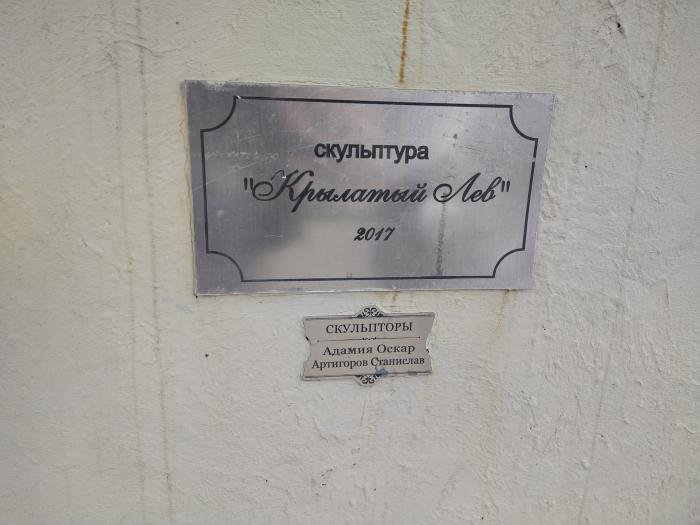 скульптура
"Крылатый Лев"
2017
СКУЛЬПТОРЫ
Адамия Оскар
Артигоров Станислав